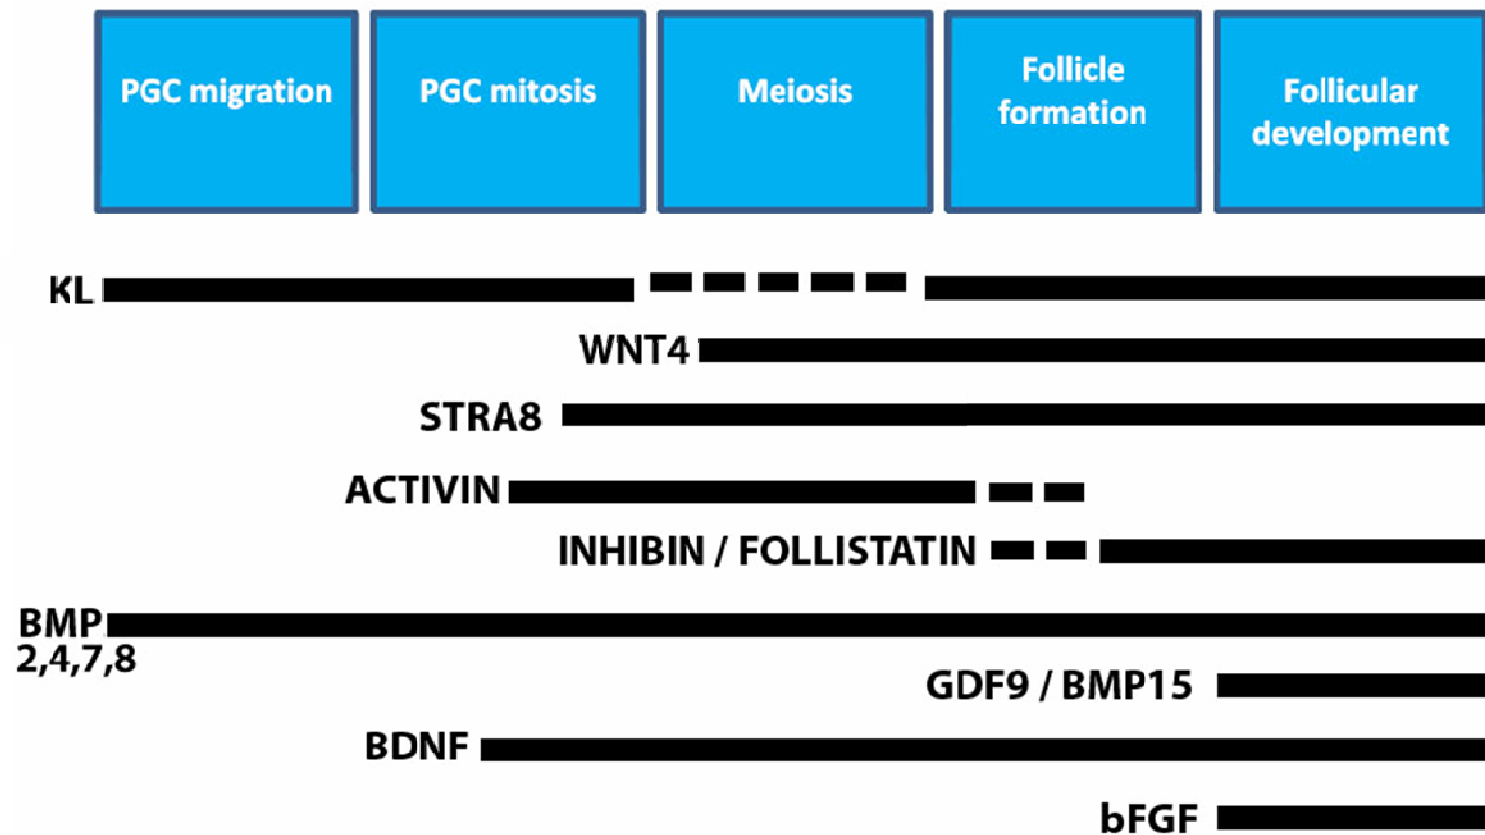 PGC migration
PGC mitosis
Meiosis
Follicle
formation
Follicular
development
KL
WNT4
STRA8
ACTIVIN
INHIBIN / FOLLISTATIN
BMP
2,4,7,8
GDF9 / BMP15
BDNF
bFGF